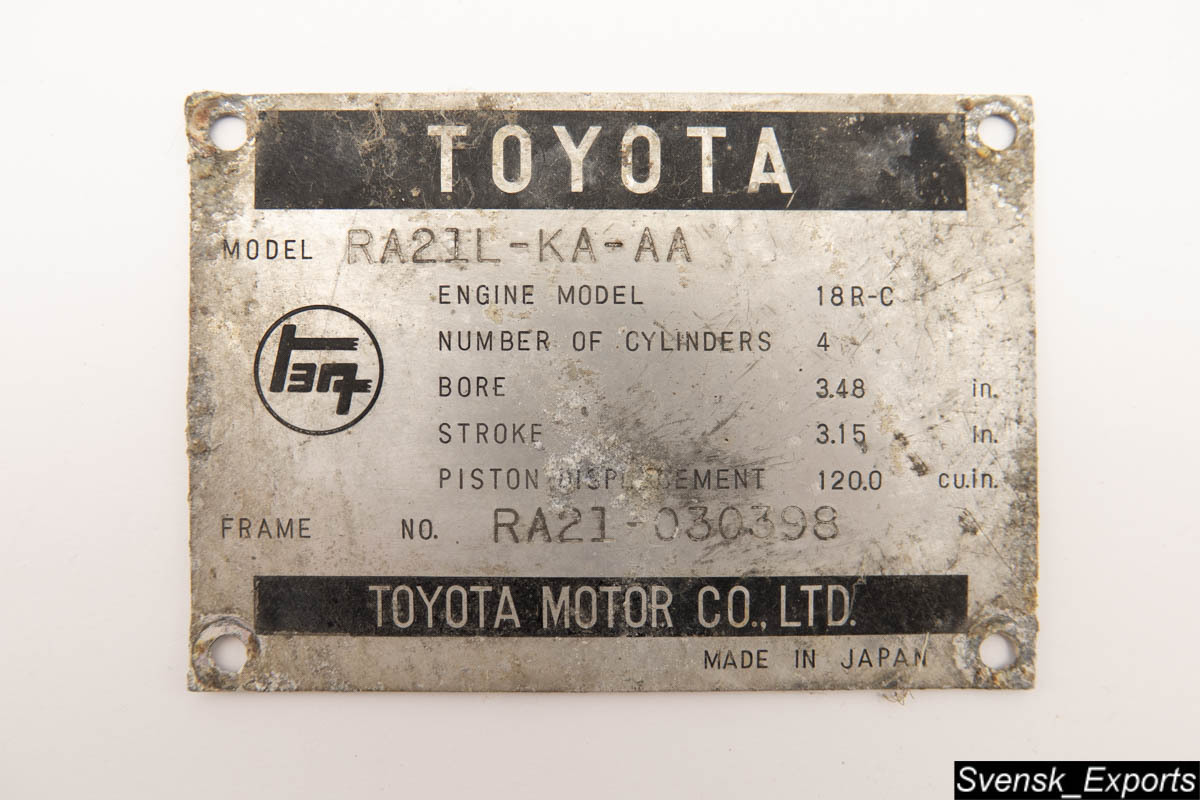 TOYOTA
MODEL RA21L-KA-AA
ENGINE MODEL 18R-C
NUMBER OF CYLINDERS 4
BORE 3.48 in.
STROKE 3.15 in.
PISTON DISPLACEMENT 120.0 cu.in.
FRAME NO. RA21-030398
TOYOTA MOTOR CO., LTD.
MADE IN JAPAN
Svensk_Exports